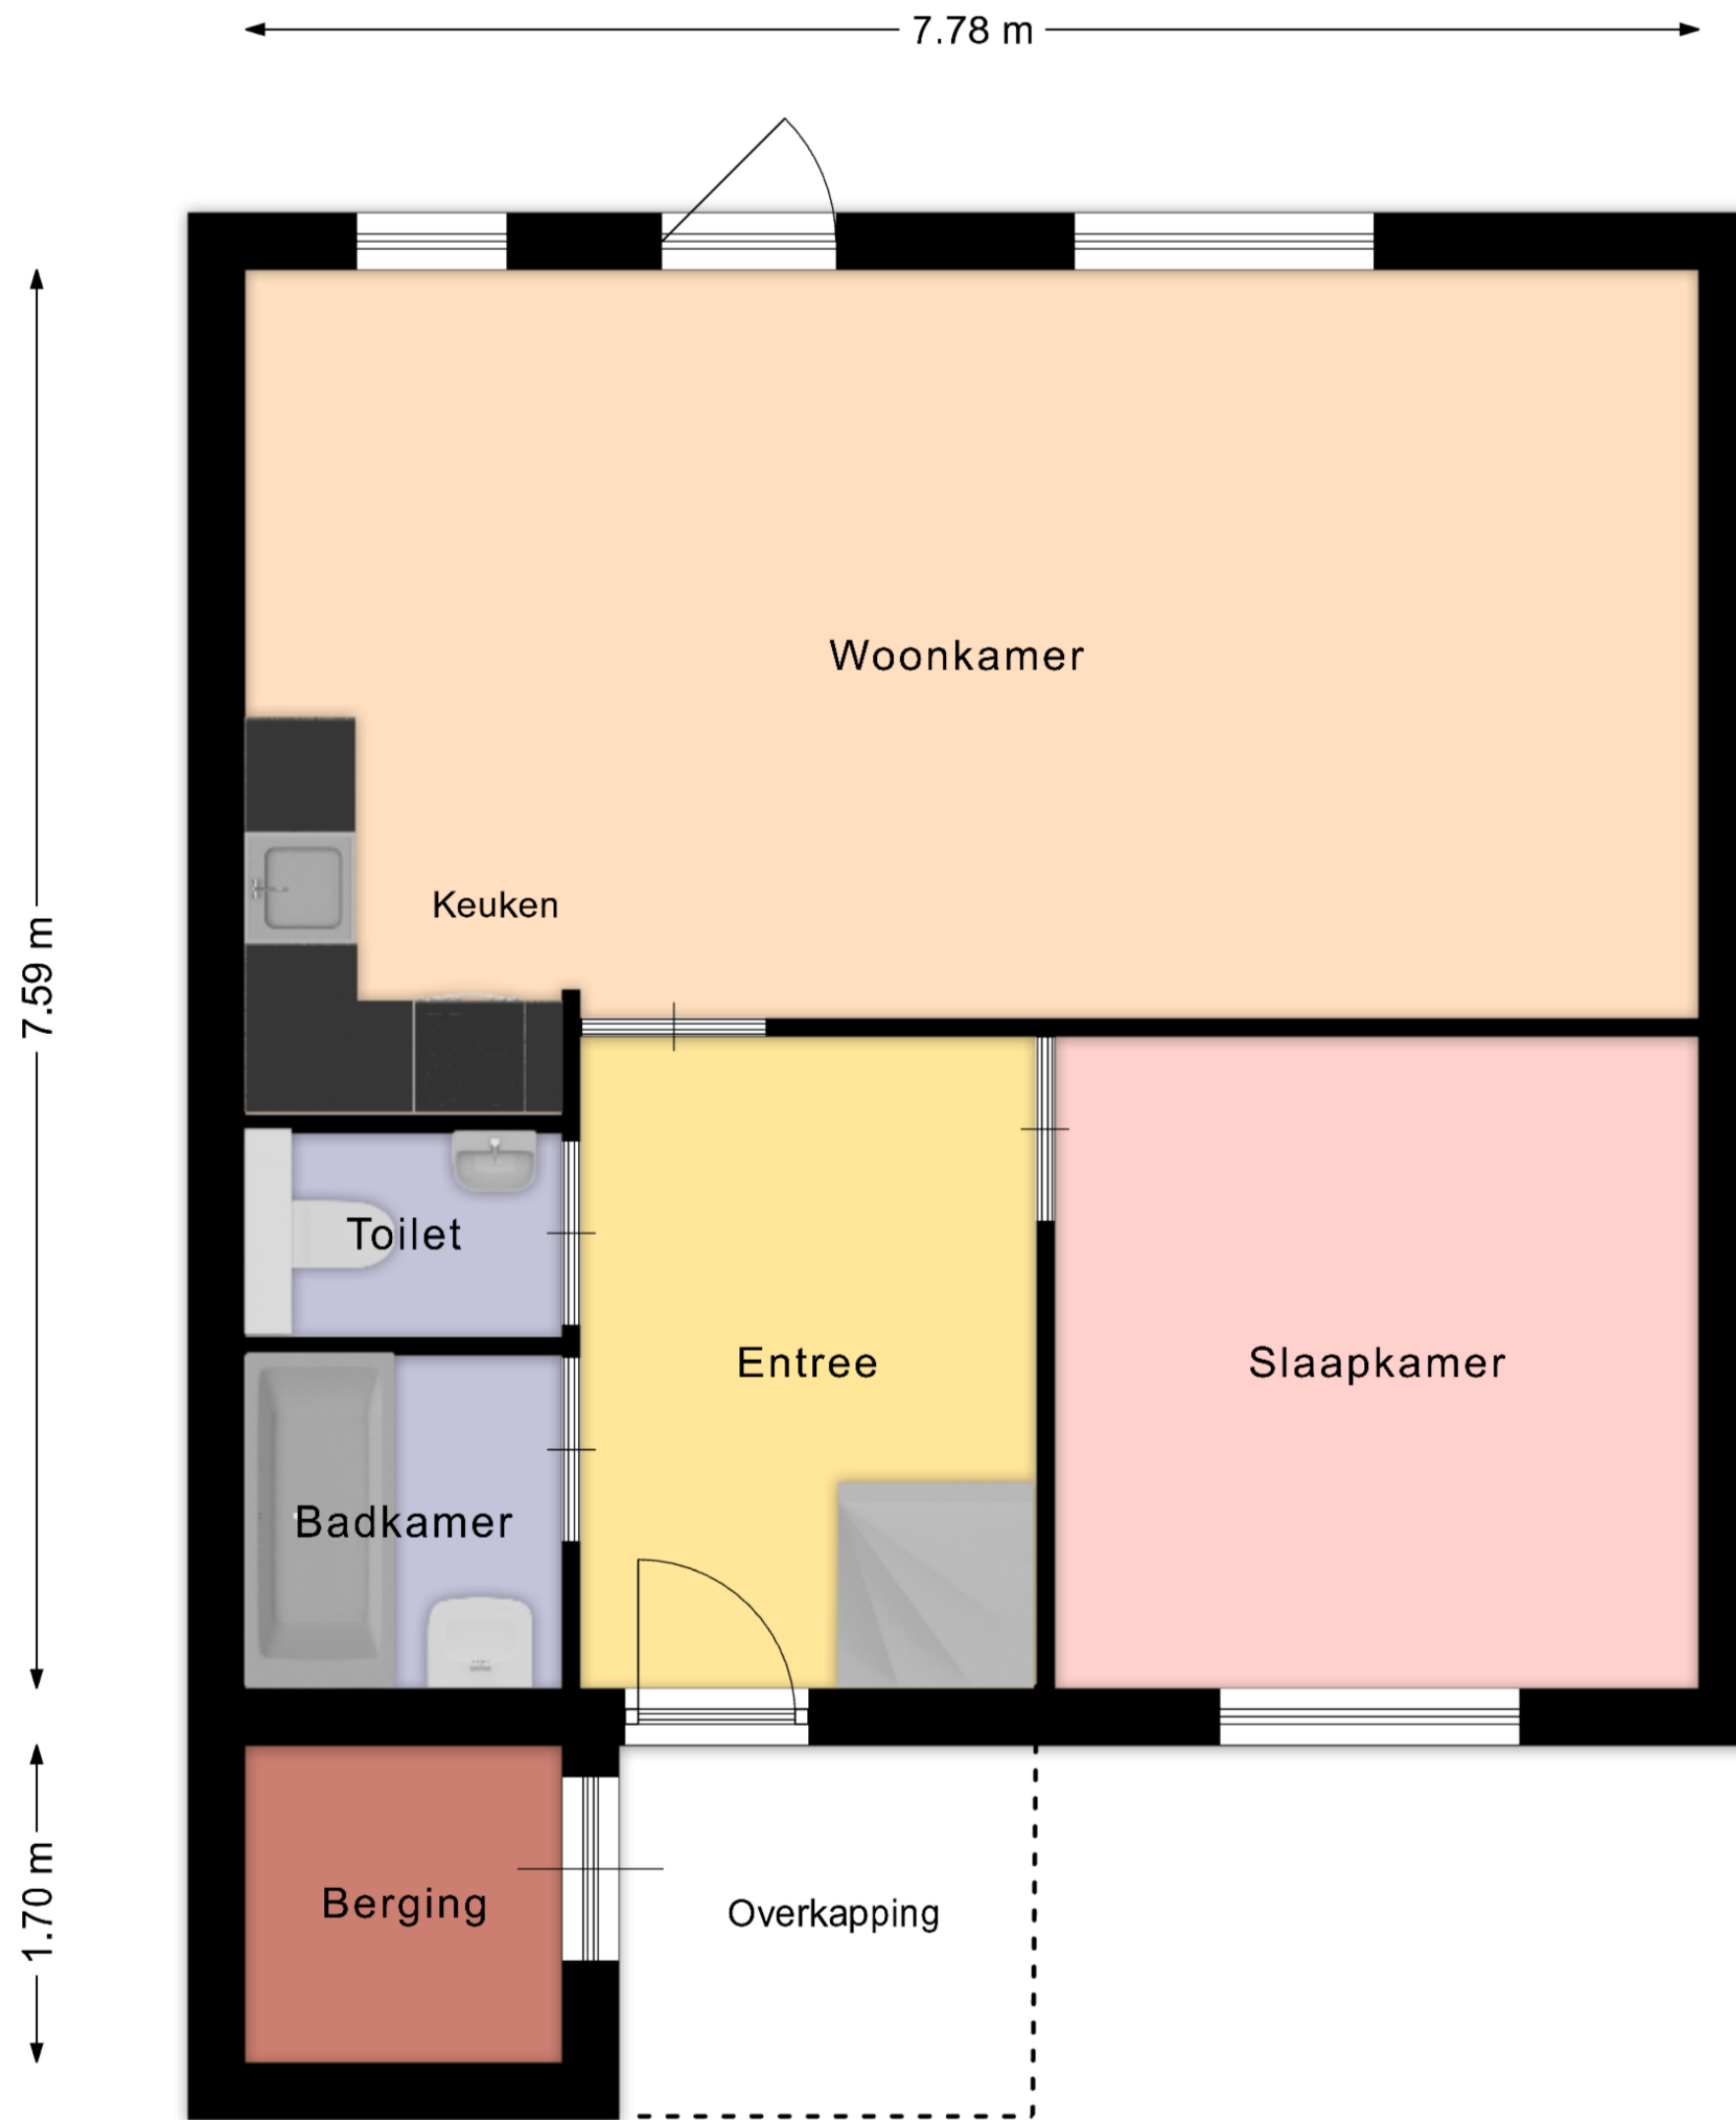 7.78 m
Woonkamer
Keuken
7.59 m
Toilet
Entree
Slaapkamer
Badkamer
1.70 m
Berging
Overkapping